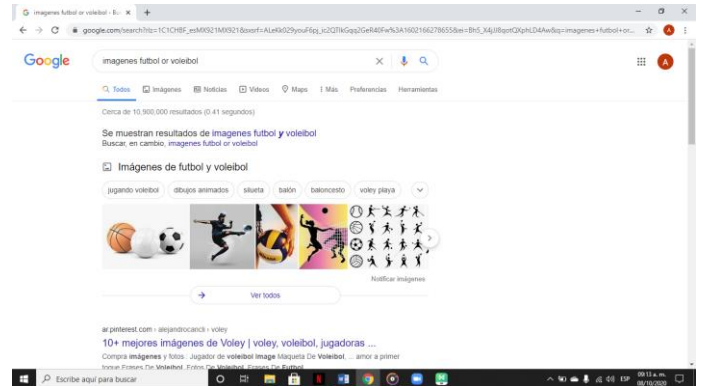 imagenes futbol or voleibol - Bu
google.com/search?rlz=1C1CHBF_esMX921MX921&sxsrf=
Google
imagenes futbol or voleibol
A
Todos Imágenes Noticias Videos Maps Más Preferencias Herramientas
Cerca de 10,900,000 resultados (0.41 segundos)
Se muestran resultados de imagenes futbol y voleibol
Buscar, en cambio, imagenes futbol or voleibol
Imágenes de futbol y voleibol
jugando voleibol dibujos animados silueta balón baloncesto voley playa
Notificar imágenes
Ver todos
ar.pinterest.com › alejandrocancli › voley
10+ mejores imágenes de Voley | voley, voleibol, jugadoras ...
Compra imágenes y fotos : Jugador de voleibol Image Maqueta De Voleibol, ... amor a primer
toque Frases De Voleibol, Fotos De Voleibol, Frases De Futbol
Escribe aquí para buscar
ESP
09:13 a. m.
08/10/2020